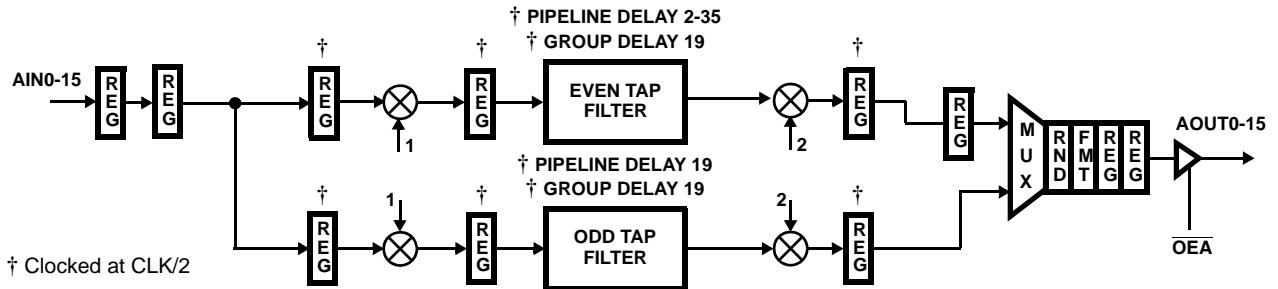 † PIPELINE DELAY 2-35
† GROUP DELAY 19
AIN0-15
REG
REG
†
REG
1
†
REG
EVEN TAP
FILTER
2
†
REG
REG
MUX
RND
FMT
REG
REG
AOUT0-15
OEA
† PIPELINE DELAY 19
† GROUP DELAY 19
†
REG
1
†
REG
ODD TAP
FILTER
2
†
REG
† Clocked at CLK/2